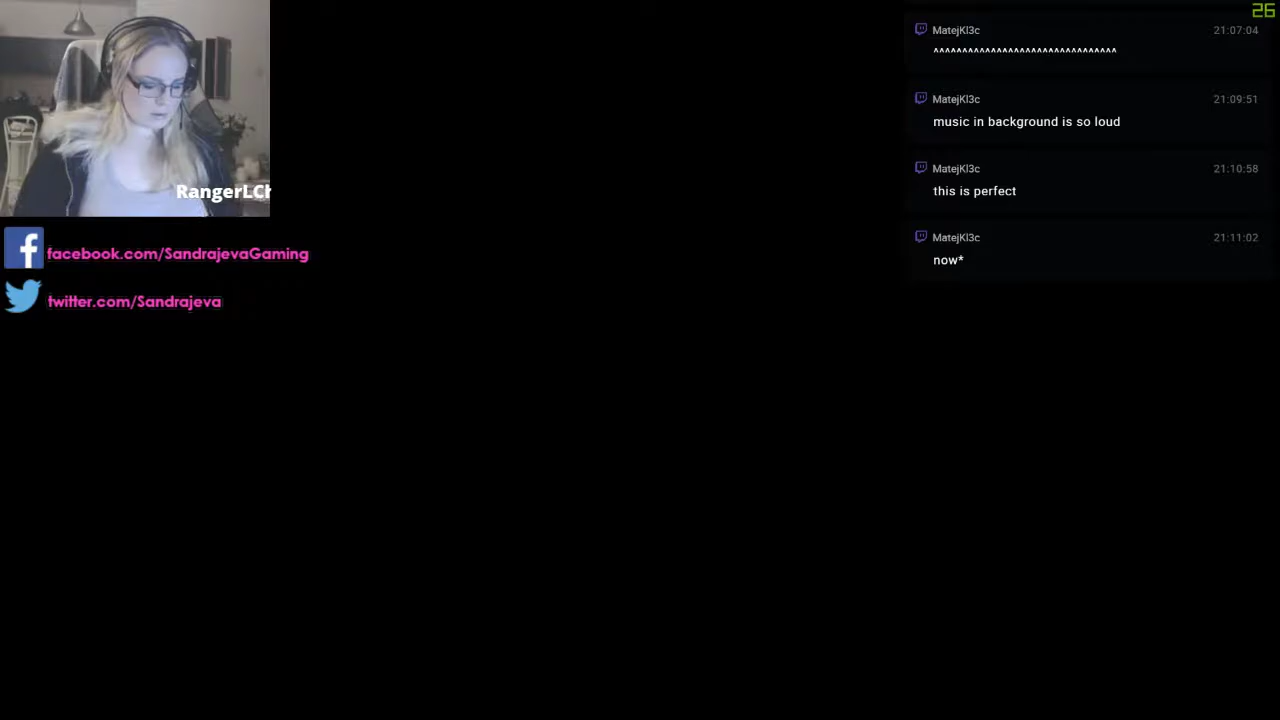 26
MatejKl3c 21:07:04
^^^^^^^^^^^^^^^^^^^^^^^^^^^^^^^^
MatejKl3c 21:09:51
music in background is so loud
MatejKl3c 21:10:58
this is perfect
MatejKl3c 21:11:02
now*
RangerLCh
facebook.com/SandrajevaGaming
twitter.com/Sandrajeva